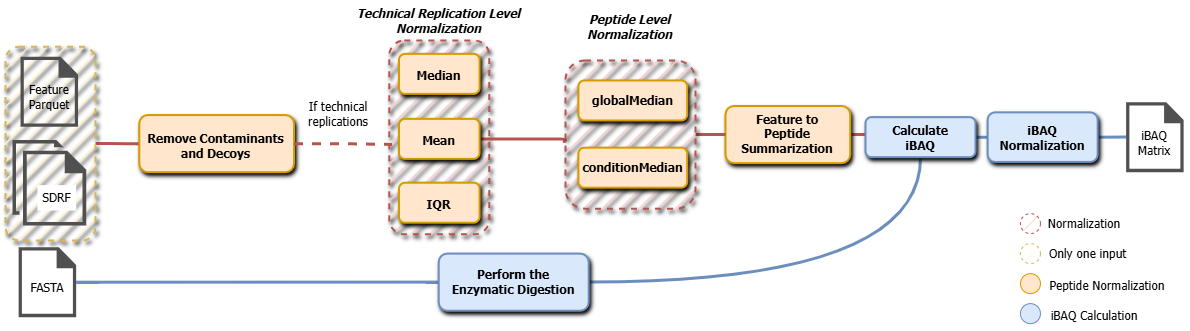 Technical Replication Level
Normalization
Peptide Level
Normalization
Feature
Parquet
SDRF
Remove Contaminants
and Decoys
If technical
replications
Median
Mean
IQR
globalMedian
conditionMedian
Feature to
Peptide
Summarization
Calculate
iBAQ
iBAQ
Normalization
iBAQ
Matrix
FASTA
Perform the
Enzymatic Digestion
Normalization
Only one input
Peptide Normalization
iBAQ Calculation